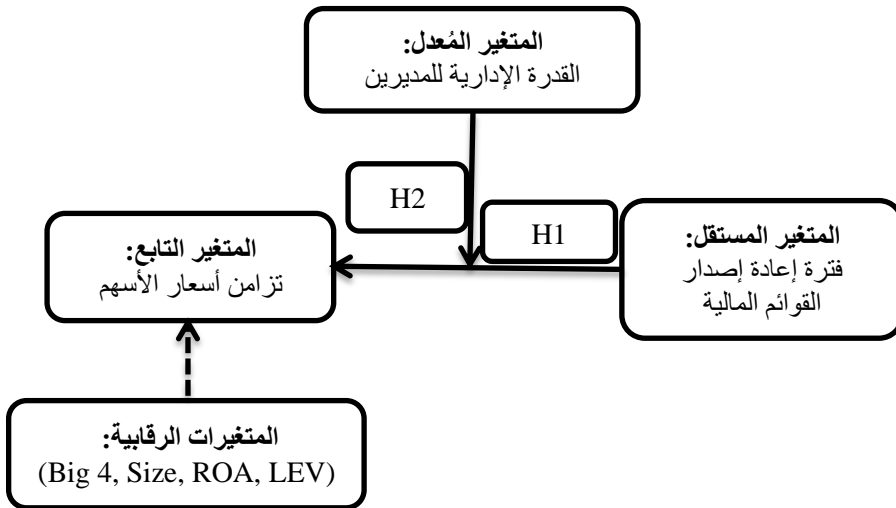 المتغير المُعدل:
القدرة الإدارية للمديرين
H2
H1
المتغير المستقل:
فترة إعادة إصدار
القوائم المالية
المتغير التابع:
تزامن أسعار الأسهم
المتغيرات الرقابية:
(Big 4, Size, ROA, LEV)